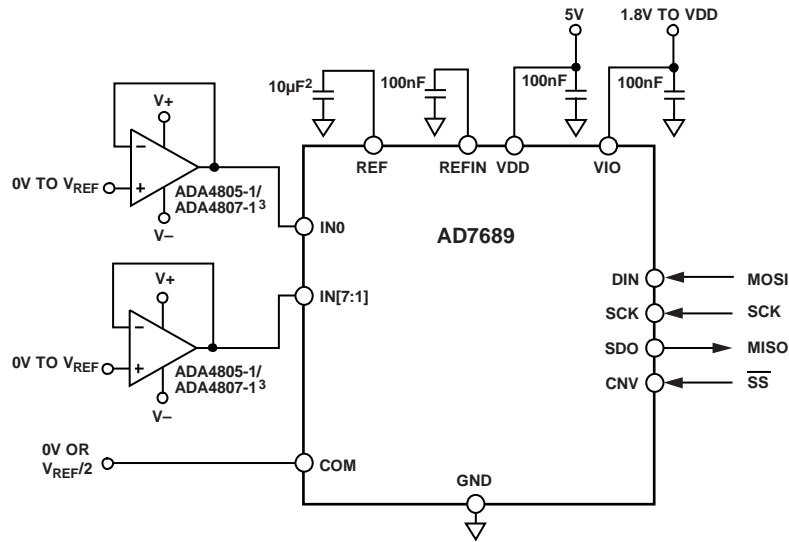 5V
1.8V TO VDD
10µF2
100nF
100nF
100nF
V+
REF
REFIN
VDD
VIO
−
0V TO VREF
+
ADA4805-1/
ADA4807-13
V−
IN0
AD7689
V+
IN[7:1]
DIN
MOSI
SCK
SCK
−
SDO
MISO
0V TO VREF
+
ADA4805-1/
ADA4807-13
CNV
SS
V−
0V OR
VREF/2
COM
GND